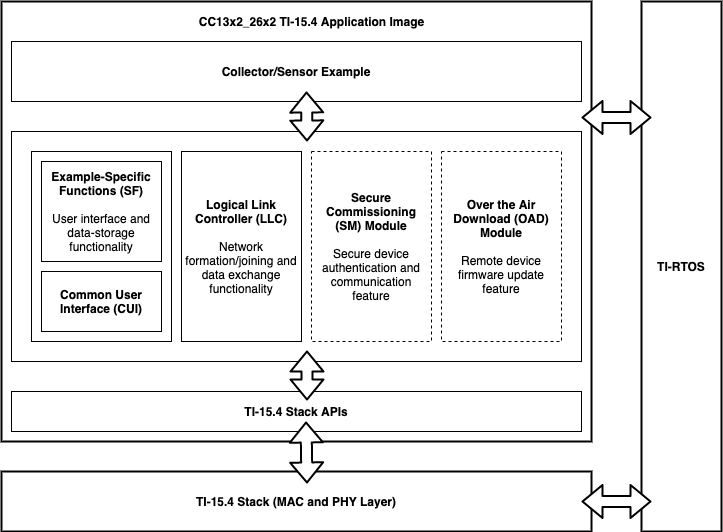 CC13x2_26x2 TI-15.4 Application Image
Collector/Sensor Example
Example-Specific
Functions (SF)
User interface and
data-storage
functionality
Common User
Interface (CUI)
Logical Link
Controller (LLC)
Network
formation/joining and
data exchange
functionality
Secure
Commissioning
(SM) Module
Secure device
authentication and
communication
feature
Over the Air
Download (OAD)
Module
Remote device
firmware update
feature
TI-RTOS
TI-15.4 Stack APIs
TI-15.4 Stack (MAC and PHY Layer)